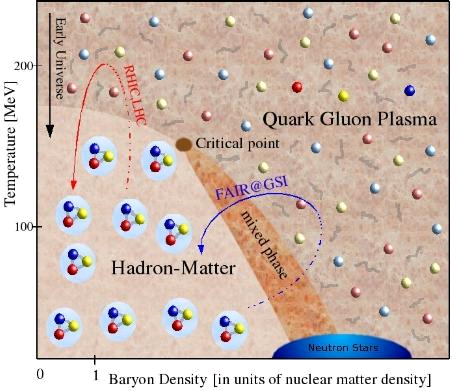 Early Universe
200
RHIC,LHC
Quark Gluon Plasma
Temperature [MeV]
Critical point
FAIR@GSI
100
mixed phase
Hadron-Matter
Neutron Stars
0
1
Baryon Density [in units of nuclear matter density]